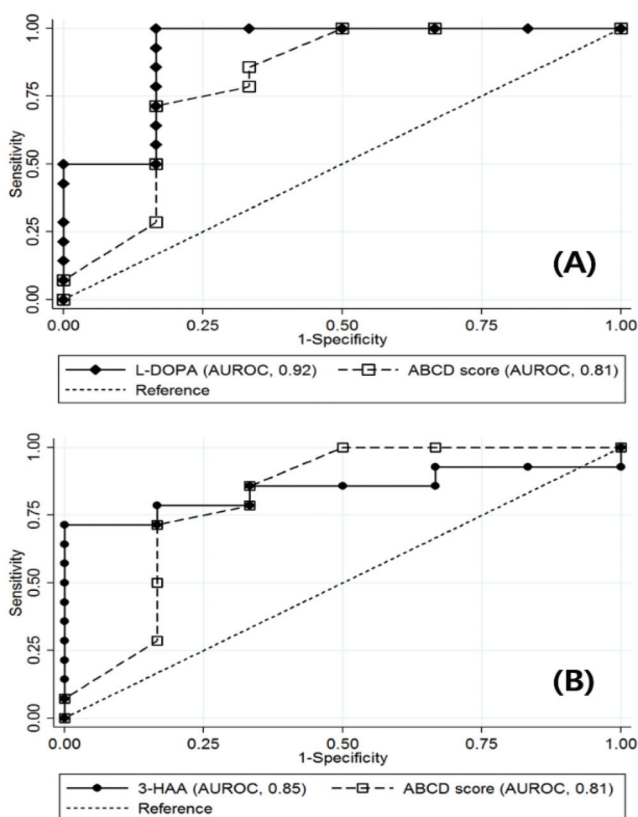 1.00
0.75
0.50
0.25
0.00
Sensitivity
(A)
0.00 0.25 0.50 0.75 1.00
1-Specificity
L-DOPA (AUROC, 0.92) ABCD score (AUROC, 0.81)
Reference
1.00
0.75
0.50
0.25
0.00
Sensitivity
(B)
0.00 0.25 0.50 0.75 1.00
1-Specificity
3-HAA (AUROC, 0.85) ABCD score (AUROC, 0.81)
Reference